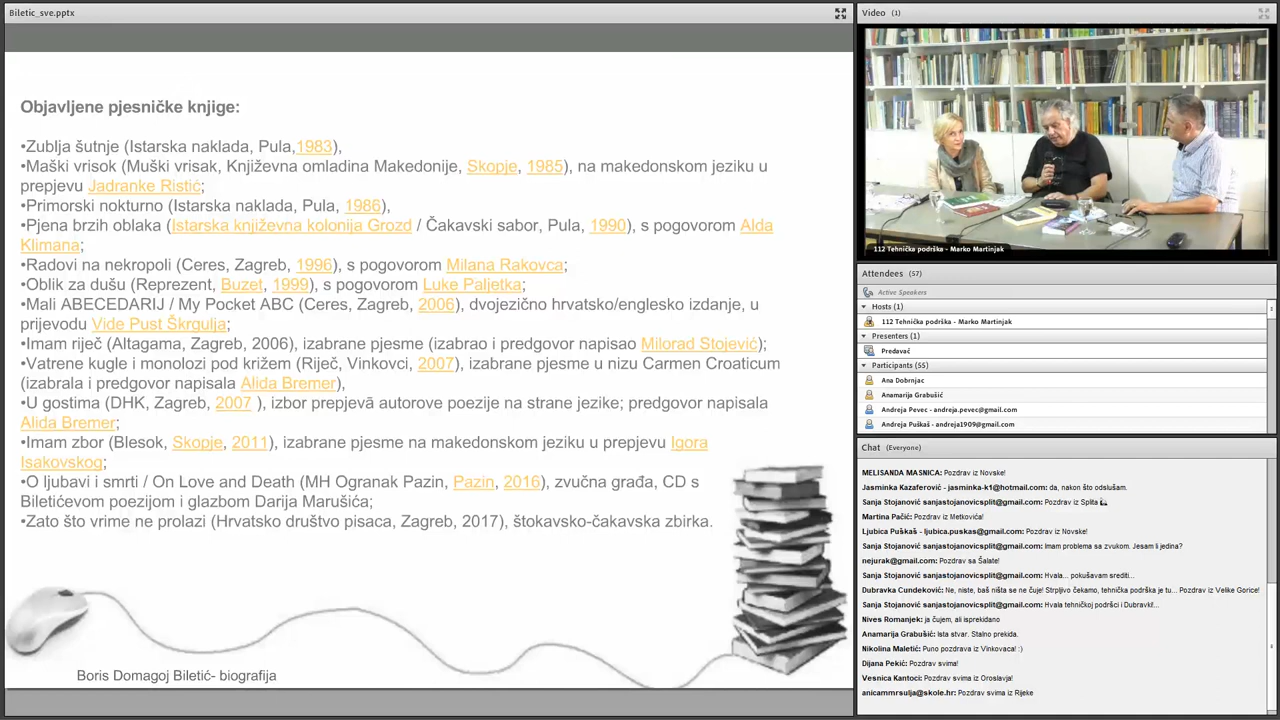 Biletic_sve.pptx
Objavljene pjesničke knjige:
•Zublja šutnje (Istarska naklada, Pula,1983),
•Maški vrisok (Muški vrisak, Književna omladina Makedonije, Skopje, 1985), na makedonskom jeziku u
prepjevu Jadranke Ristić;
•Primorski nokturno (Istarska naklada, Pula, 1986),
•Pjena brzih oblaka (Istarska književna kolonija Grozd / Čakavski sabor, Pula, 1990), s pogovorom Alda
Klimana;
•Radovi na nekropoli (Ceres, Zagreb, 1996), s pogovorom Milana Rakovca;
•Oblik za dušu (Reprezent, Buzet, 1999), s pogovorom Luke Paljetka;
•Mali ABECEDARIJ / My Pocket ABC (Ceres, Zagreb, 2006), dvojezično hrvatsko/englesko izdanje, u
prijevodu Vide Pust Škrgulja;
•Imam riječ (Altagama, Zagreb, 2006), izabrane pjesme (izabrao i predgovor napisao Milorad Stojević);
•Vatrene kugle i morski psi pod križem (Riječ, Vinkovci, 2007), izabrane pjesme u nizu Carmen Croaticum
(izabrala i predgovor napisala Alida Bremer),
•U gostima (DHK, Zagreb, 2007 ), izbor prepjevā autorove poezije na strane jezike; predgovor napisala
Alida Bremer;
•Imam zbor (Blesok, Skopje, 2011), izabrane pjesme na makedonskom jeziku u prepjevu Igora
Isakovskog;
•O ljubavi i smrti / On Love and Death (MH Ogranak Pazin, Pazin, 2016), zvučna građa, CD s
Biletićevom poezijom i glazbom Darija Marušića;
•Zato što vrime ne prolazi (Hrvatsko društvo pisaca, Zagreb, 2017), štokavsko-čakavska zbirka.
Boris Domagoj Biletić- biografija
Video (1)
112 Tehnička podrška - Marko Martinjak
Attendees (57)
Active Speakers
Hosts (1)
112 Tehnička podrška - Marko Martinjak
Presenters (1)
Predavač
Participants (55)
Ana Dobrnjac
Anamarija Grabušić
Andreja Pevec - andreja.pevec@gmail.com
Andreja Puškaš - andreja1909@gmail.com
Chat (Everyone)
MELISANDA MASNICA: Pozdrav iz Novske!
Jasminka Kazaferović - jasminka-k1@hotmail.com: da, nakon što odslušam.
Sanja Stojanović sanjastojanovicsplit@gmail.com: Pozdrav iz Splita
Martina Pačić: Pozdrav iz Metkovića!
Ljubica Puškaš - ljubica.puskas@gmail.com: Pozdrav iz Novske!
Sanja Stojanović sanjastojanovicsplit@gmail.com: Imam problema sa zvukom. Jesam li jedina?
nejurak@gmail.com: Pozdrav sa Šalate!
Sanja Stojanović sanjastojanovicsplit@gmail.com: Hvala... pokušavam srediti...
Dubravka Cundeković: Ne, niste, baš ništa se ne čuje! Strpljivo čekamo, tehnička podrška je tu... Pozdrav iz Velike Gorice!
Sanja Stojanović sanjastojanovicsplit@gmail.com: Hvala tehničkoj podršci i Dubravki!...
Nives Romanjek: ja čujem, ali isprekidano
Anamarija Grabušić: Ista stvar. Stalno prekida.
Nikolina Maletić: Puno pozdrava iz Vinkovaca! :)
Dijana Pekić: Pozdrav svima!
Vesnica Kantoci: Pozdrav svima iz Oroslavja!
anicammrsulja@skole.hr: Pozdrav svima iz Rijeke